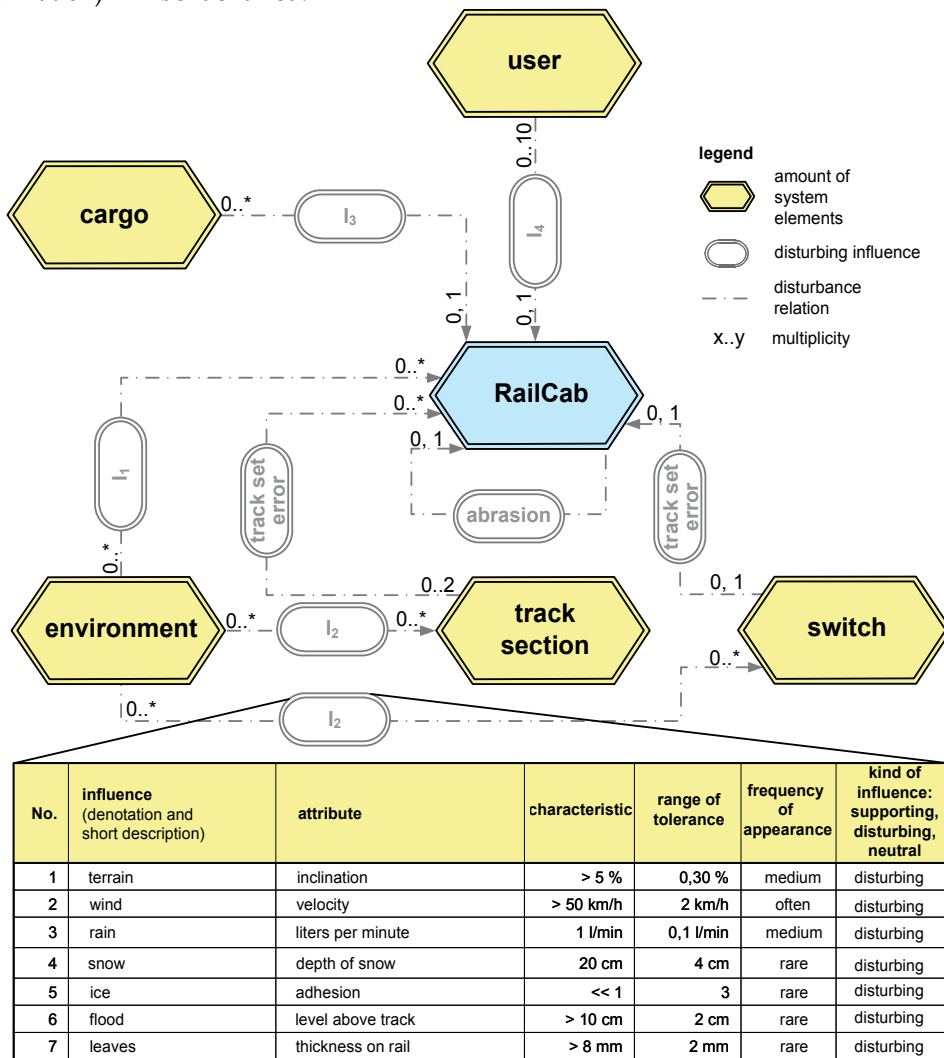 user
0..10
legend
amount of
system
elements
cargo
0..*
I3
I4
disturbing influence
disturbance
relation
0, 1
0, 1
x..y multiplicity
0..*
RailCab
0..*
0, 1
0, 1
I1
track set
error
abrasion
track set
error
0..*
0..2
0, 1
environment
0..*
I2
0..*
track
section
switch
0..*
0..*
I2
No.
influence
(denotation and
short description)
attribute
characteristic
range of
tolerance
frequency
of
appearance
kind of
influence:
supporting,
disturbing,
neutral
1 terrain inclination > 5 % 0,30 % medium disturbing
2 wind velocity > 50 km/h 2 km/h often disturbing
3 rain liters per minute 1 l/min 0,1 l/min medium disturbing
4 snow depth of snow 20 cm 4 cm rare disturbing
5 ice adhesion << 1 3 rare disturbing
6 flood level above track > 10 cm 2 cm rare disturbing
7 leaves thickness on rail > 8 mm 2 mm rare disturbing